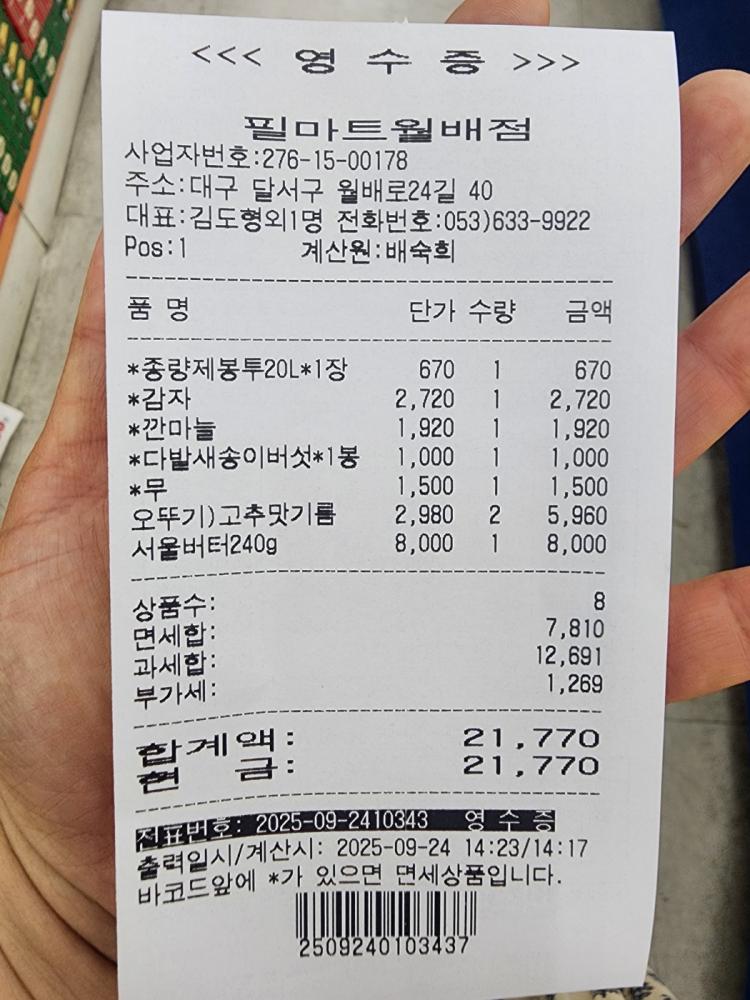 <<< 영 수 증 >>>
필마트월배점
사업자번호:276-15-00178
주소:대구 달서구 월배로24길 40
대표:김도형외1명 전화번호:053)633-9922
Pos:1 계산원:배숙희
품 명 단가 수량 금액
*종량제봉투20L*1장 670 1 670
*감자 2,720 1 2,720
*깐마늘 1,920 1 1,920
*다발새송이버섯*1봉 1,000 1 1,000
*무 1,500 1 1,500
오뚜기)고추맛기름 2,980 2 5,960
서울버터240g 8,000 1 8,000
상품수: 8
면세합: 7,810
과세합: 12,691
부가세: 1,269
합계액: 21,770
현 금: 21,770
전표번호: 2025-09-2410343 영 수 증
출력일시/계산시: 2025-09-24 14:23/14:17
바코드앞에 *가 있으면 면세상품입니다.
2509240103437